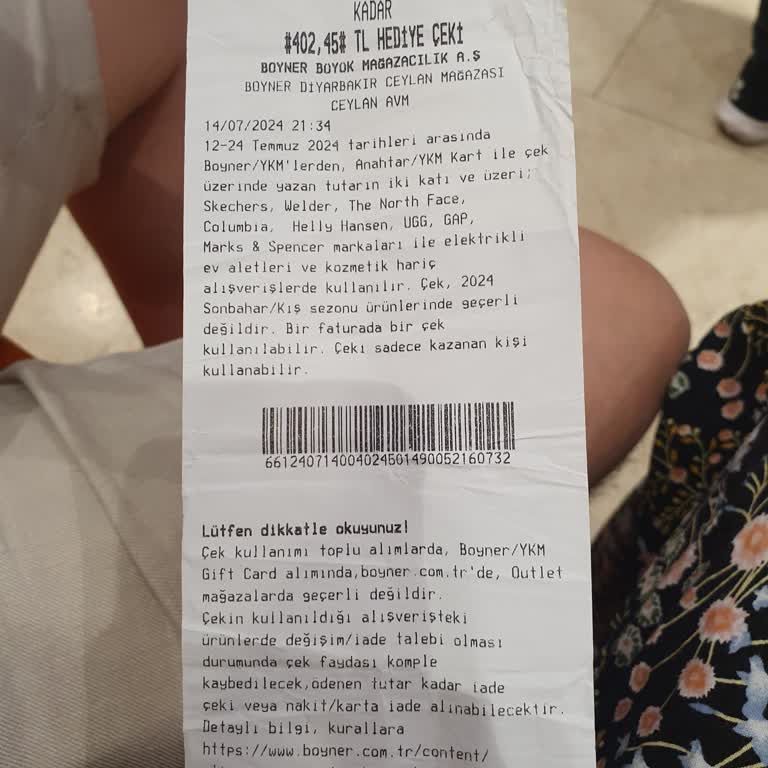 KADAR
#402,45# TL HEDİYE ÇEKİ
BOYNER BÜYÜK MAĞAZACILIK A.Ş
BOYNER DİYARBAKIR CEYLAN MAĞAZASI
CEYLAN AVM
14/07/2024 21:34
12-24 Temmuz 2024 tarihleri arasında
Boyner/YKM'lerden, Anahtar/YKM Kart ile çek
üzerinde yazan tutarın iki katı ve üzeri;
Skechers, Welder, The North Face,
Columbia, Helly Hansen, UGG, GAP,
Marks & Spencer markaları ile elektrikli
ev aletleri ve kozmetik hariç
alışverişlerde kullanılır. Çek, 2024
Sonbahar/Kış sezonu ürünlerinde geçerli
değildir. Bir faturada bir çek
kullanılabilir. Çeki sadece kazanan kişi
kullanabilir.
661240714004024501490052160732
Lütfen dikkatle okuyunuz!
Çek kullanımı toplu alımlarda, Boyner/YKM
Gift Card alımında,boyner.com.tr'de, Outlet
mağazalarda geçerli değildir.
Çekin kullanıldığı alışverişteki
ürünlerde değişim/iade talebi olması
durumunda çek faydası komple
kaybedilecek,ödenen tutar kadar iade
çeki veya nakit/karta iade alınabilecektir.
Detaylı bilgi, kurallara
https://www.boyner.com.tr/content/